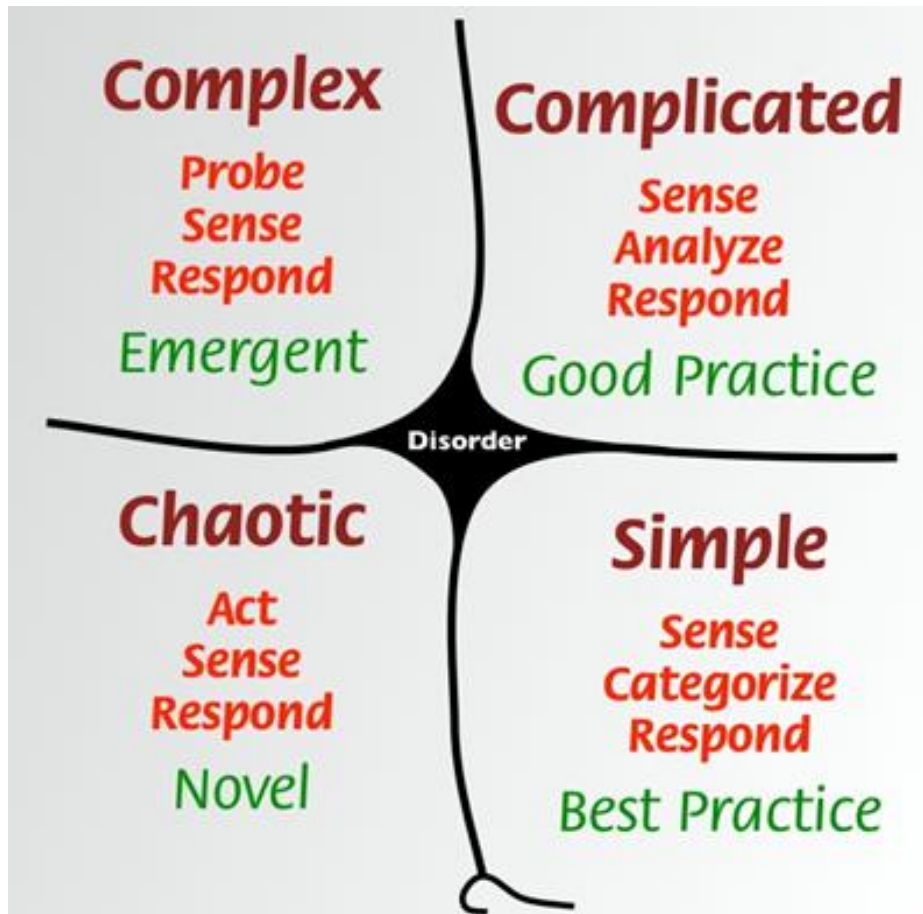 Complex
Probe
Sense
Respond
Emergent
Complicated
Sense
Analyze
Respond
Good Practice
Disorder
Chaotic
Act
Sense
Respond
Novel
Simple
Sense
Categorize
Respond
Best Practice